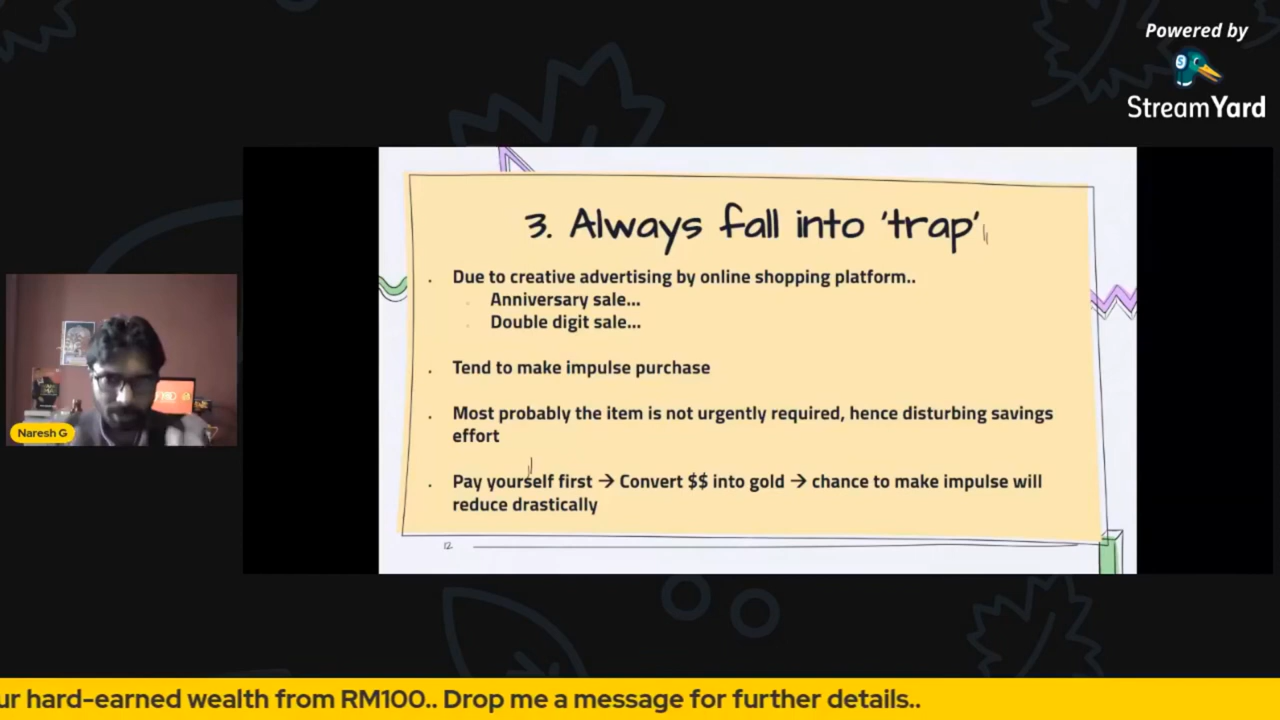 Powered by
StreamYard
3. Always fall into 'trap'
Due to creative advertising by online shopping platform..
Anniversary sale...
Double digit sale...
Tend to make impulse purchase
Most probably the item is not urgently required, hence disturbing savings
effort
Pay yourself first → Convert $$ into gold → chance to make impulse will
reduce drastically
12
Naresh G
ur hard-earned wealth from RM100.. Drop me a message for further details..